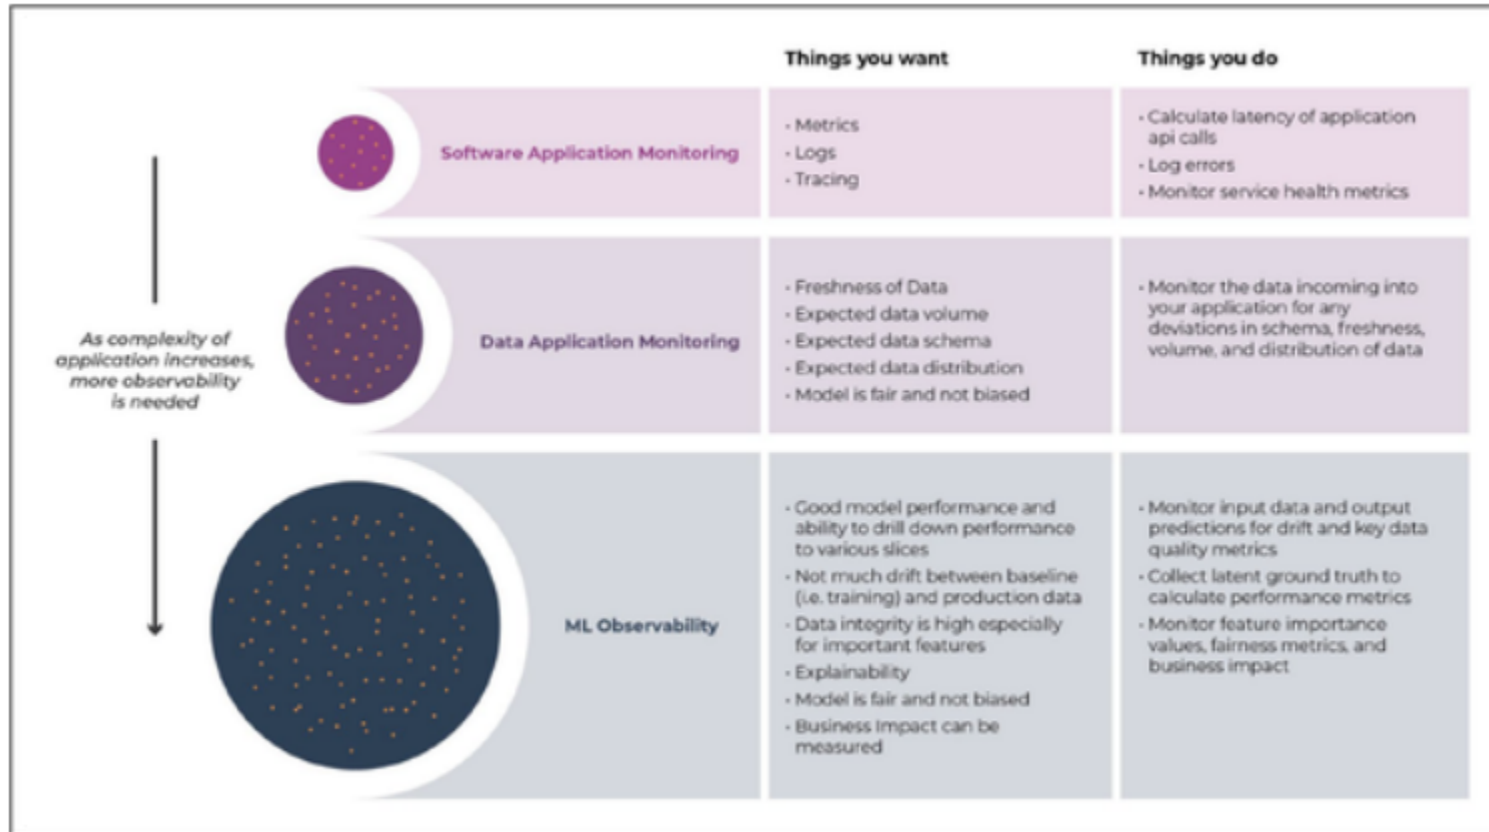 Things you want
Things you do
Software Application Monitoring
• Metrics
• Logs
• Tracing
• Calculate latency of application
api calls
• Log errors
• Monitor service health metrics
As complexity of
application increases,
more observability
is needed
Data Application Monitoring
• Freshness of Data
• Expected data volume
• Expected data schema
• Expected data distribution
• Model is fair and not biased
• Monitor the data incoming into
your application for any
deviations in schema, freshness,
volume, and distribution of data
ML Observability
• Good model performance and
ability to drill down performance
to various slices
• Not much drift between baseline
(i.e. training) and production data
• Data integrity is high especially
for important features
• Explainability
• Model is fair and not biased
• Business Impact can be
measured
• Monitor input data and output
predictions for drift and key data
quality metrics
• Collect latent ground truth to
calculate performance metrics
• Monitor feature importance
values, fairness metrics, and
business impact